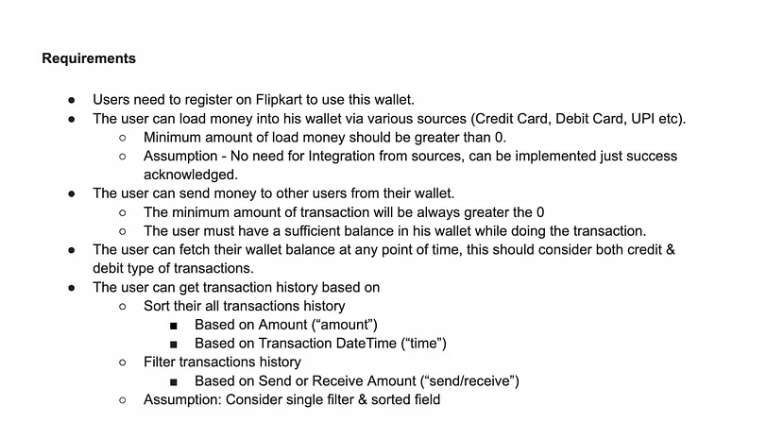 Requirements
● Users need to register on Flipkart to use this wallet.
● The user can load money into his wallet via various sources (Credit Card, Debit Card, UPI etc).
○ Minimum amount of load money should be greater than 0.
○ Assumption - No need for Integration from sources, can be implemented just success
acknowledged.
● The user can send money to other users from their wallet.
○ The minimum amount of transaction will be always greater the 0
○ The user must have a sufficient balance in his wallet while doing the transaction.
● The user can fetch their wallet balance at any point of time, this should consider both credit &
debit type of transactions.
● The user can get transaction history based on
○ Sort their all transactions history
■ Based on Amount (“amount”)
■ Based on Transaction DateTime (“time”)
○ Filter transactions history
■ Based on Send or Receive Amount (“send/receive”)
○ Assumption: Consider single filter & sorted field